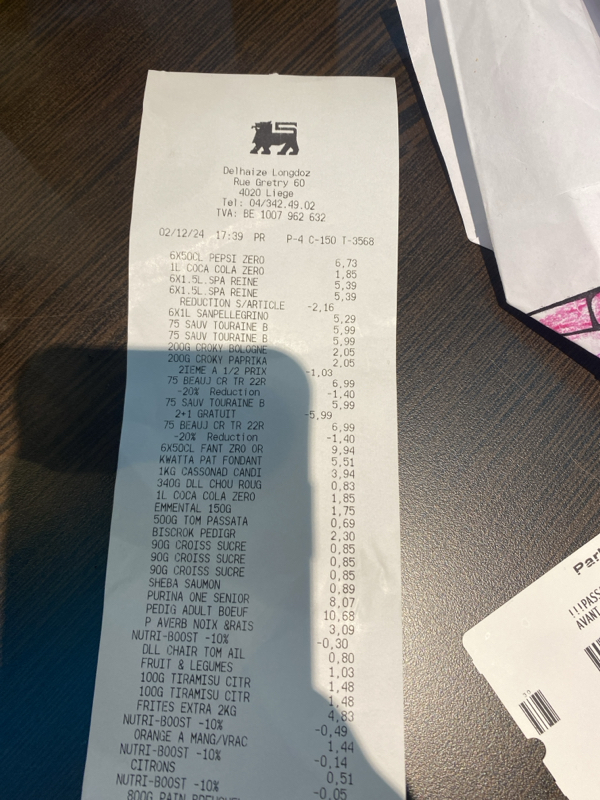 Delhaize Longdoz
Rue Gretry 60
4020 Liege
Tel: 04/342.49.02
TVA: BE 1007 962 632
02/12/24 17:39 PR P-4 C-150 T-3568
6X50CL PEPSI ZERO 6,73
1L COCA COLA ZERO 1,85
6X1.5L.SPA REINE 5,39
6X1.5L.SPA REINE 5,39
REDUCTION S/ARTICLE -2,16
6X1L SANPELLEGRINO 5,29
75 SAUV TOURAINE B 5,99
75 SAUV TOURAINE B 5,99
200G CROKY BOLOGNE 2,05
200G CROKY PAPRIKA 2,05
2IEME A 1/2 PRIX -1,03
75 BEAUJ CR TR 22R 6,99
-20% Reduction -1,40
75 SAUV TOURAINE B 5,99
2+1 GRATUIT -5,99
75 BEAUJ CR TR 22R 6,99
-20% Reduction -1,40
6X50CL FANT ZRO OR 9,94
KWATTA PAT FONDANT 5,51
1KG CASSONAD CANDI 3,94
340G DLL CHOU ROUG 0,83
1L COCA COLA ZERO 1,85
EMMENTAL 150G 1,75
500G TOM PASSATA 0,69
BISCROK PEDIGR 2,30
90G CROISS SUCRE 0,85
90G CROISS SUCRE 0,85
90G CROISS SUCRE 0,85
SHEBA SAUMON 0,89
PURINA ONE SENIOR 8,07
PEDIG ADULT BOEUF 10,68
P AVERB NOIX &RAIS 3,09
NUTRI-BOOST -10% -0,30
DLL CHAIR TOM AIL 0,80
FRUIT & LEGUMES 1,03
100G TIRAMISU CITR 1,48
100G TIRAMISU CITR 1,48
FRITES EXTRA 2KG 4,83
NUTRI-BOOST -10% -0,49
ORANGE A MANG/VRAC 1,44
NUTRI-BOOST -10% -0,14
CITRONS 0,51
NUTRI-BOOST -10% -0,05
800G PAIN
AVANT